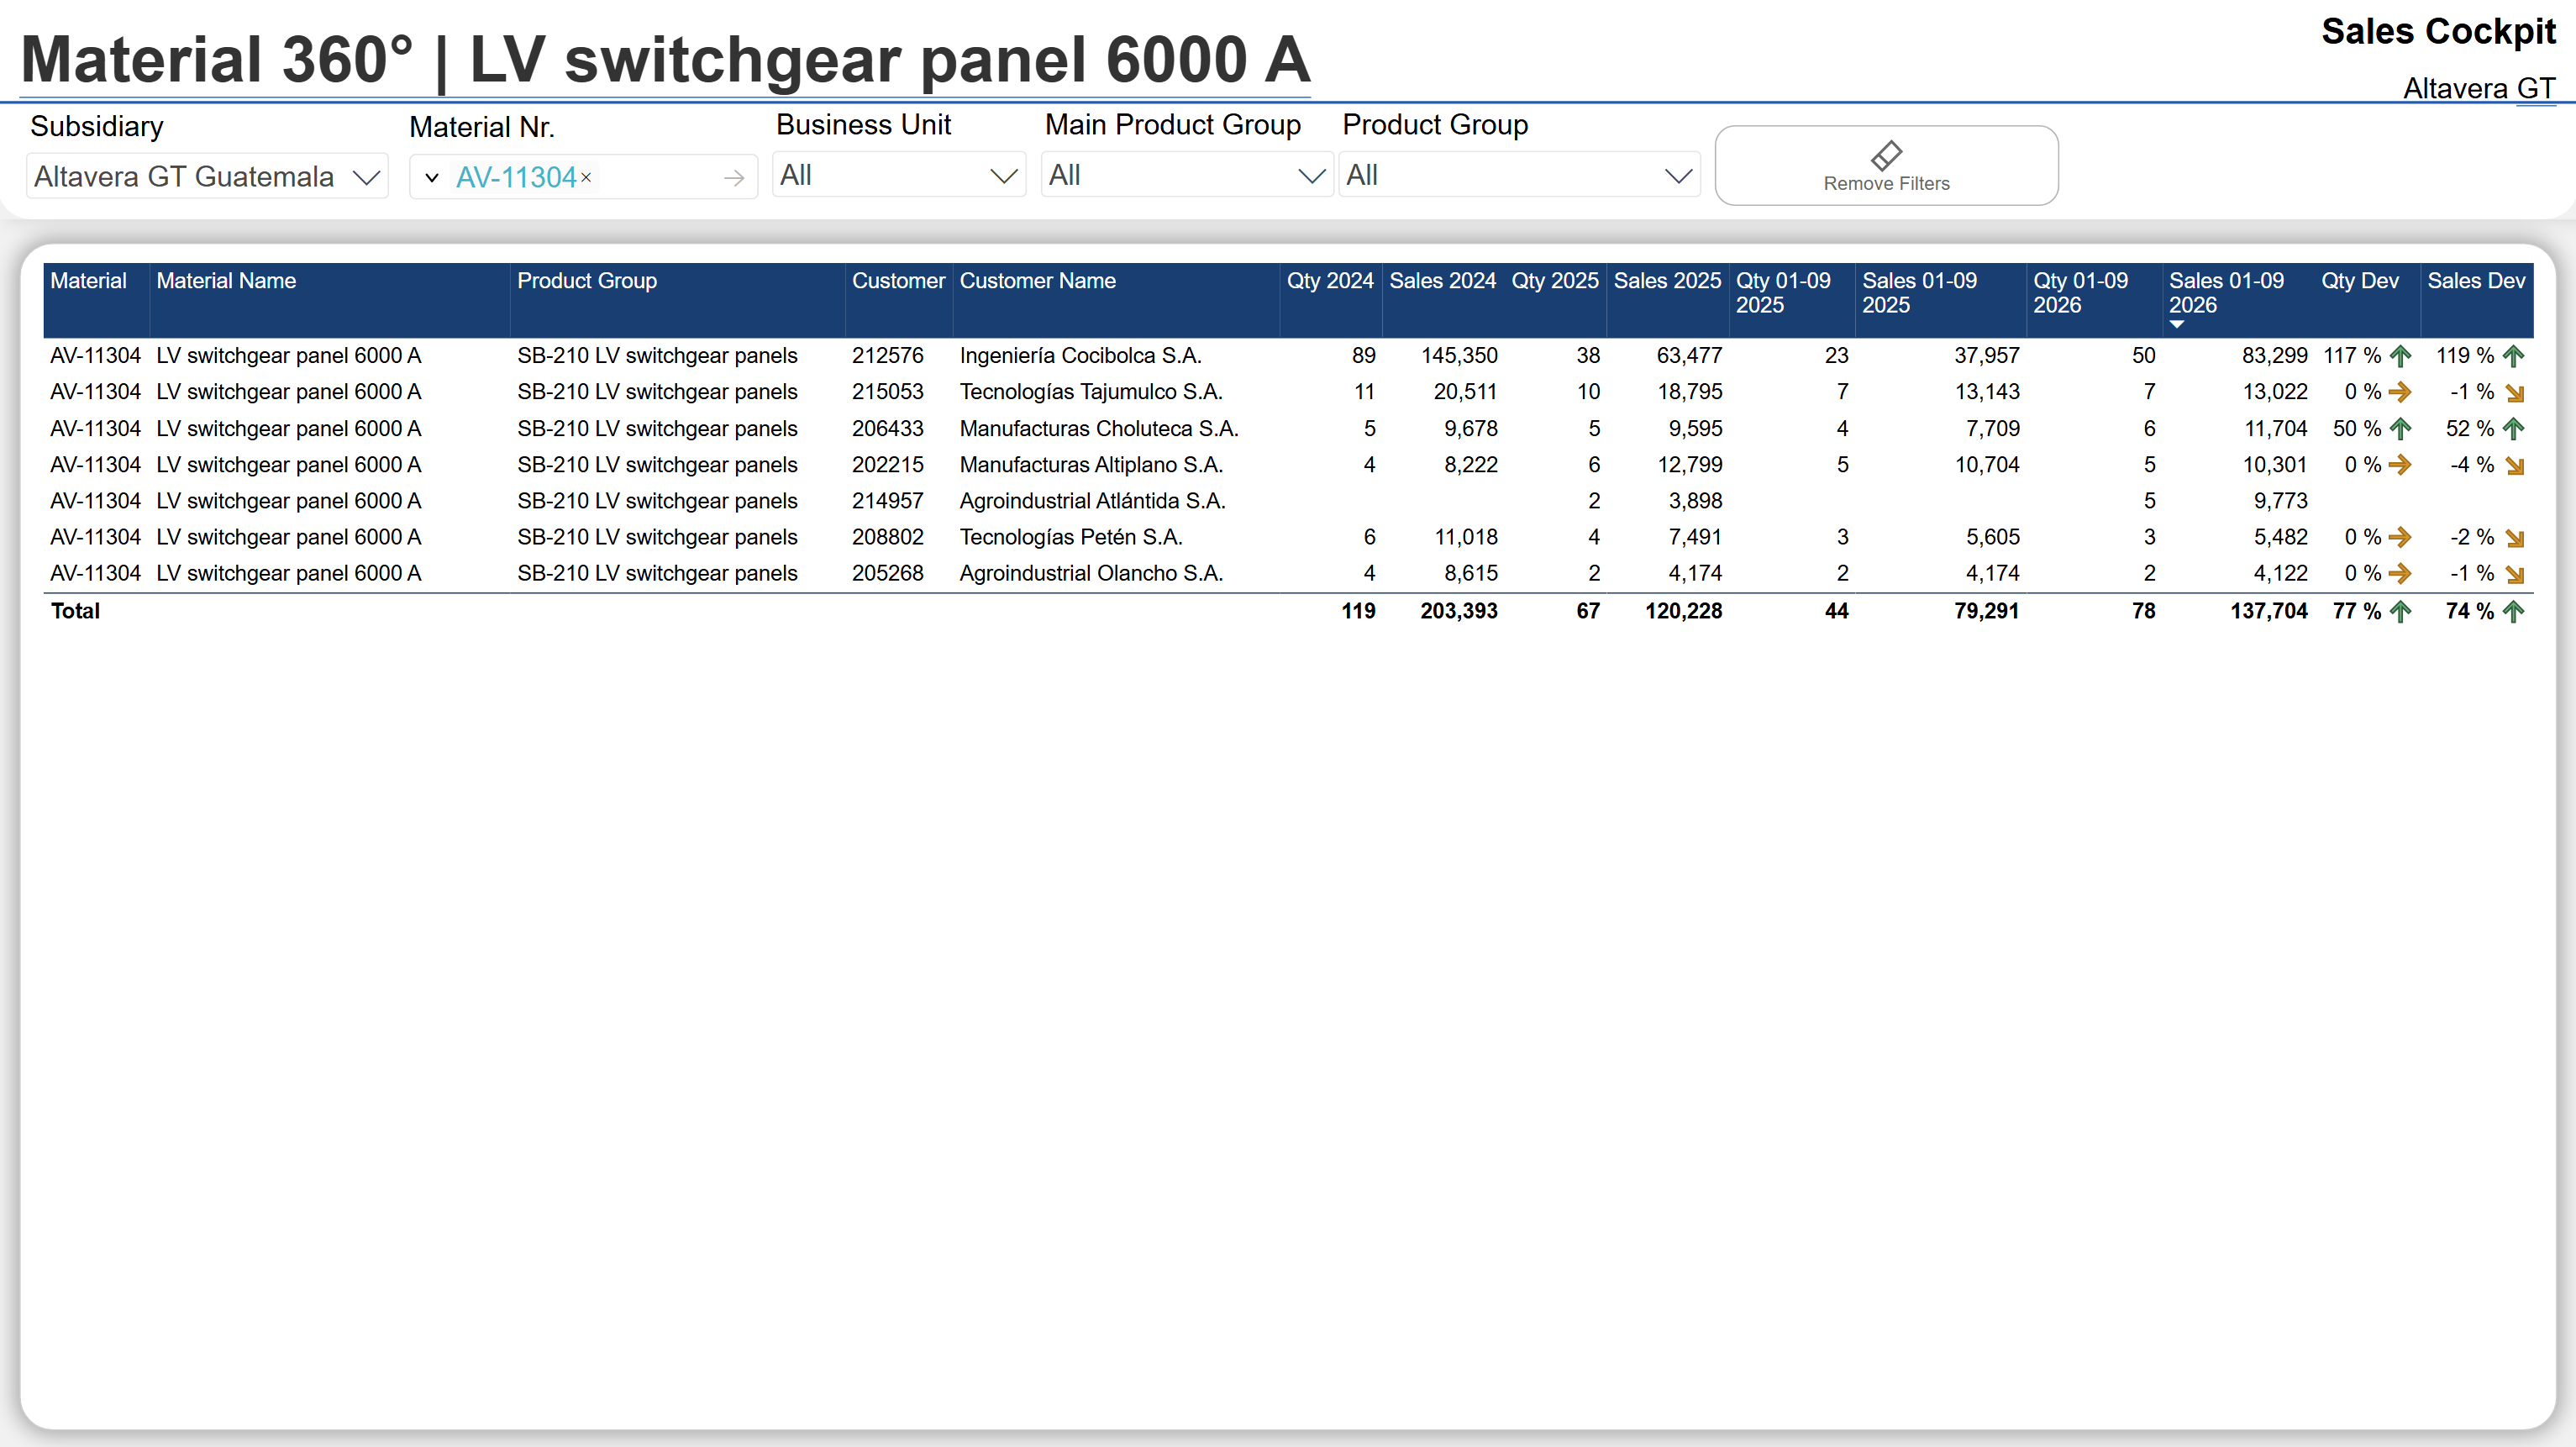 Material 360° | LV switchgear panel 6000 A
Sales Cockpit
Altavera GT
Subsidiary
Material Nr.
Business Unit
Main Product Group
Product Group
Altavera GT Guatemala
AV-11304×
All
All
All
Remove Filters
Material Material Name Product Group Customer Customer Name Qty 2024 Sales 2024 Qty 2025 Sales 2025 Qty 01-09 2025 Sales 01-09 2025 Qty 01-09 2026 Sales 01-09 2026 Qty Dev Sales Dev
AV-11304 LV switchgear panel 6000 A SB-210 LV switchgear panels 212576 Ingeniería Cocibolca S.A. 89 145,350 38 63,477 23 37,957 50 83,299 117 % 119 %
AV-11304 LV switchgear panel 6000 A SB-210 LV switchgear panels 215053 Tecnologías Tajumulco S.A. 11 20,511 10 18,795 7 13,143 7 13,022 0 % -1 %
AV-11304 LV switchgear panel 6000 A SB-210 LV switchgear panels 206433 Manufacturas Choluteca S.A. 5 9,678 5 9,595 4 7,709 6 11,704 50 % 52 %
AV-11304 LV switchgear panel 6000 A SB-210 LV switchgear panels 202215 Manufacturas Altiplano S.A. 4 8,222 6 12,799 5 10,704 5 10,301 0 % -4 %
AV-11304 LV switchgear panel 6000 A SB-210 LV switchgear panels 214957 Agroindustrial Atlántida S.A. 2 3,898 5 9,773
AV-11304 LV switchgear panel 6000 A SB-210 LV switchgear panels 208802 Tecnologías Petén S.A. 6 11,018 4 7,491 3 5,605 3 5,482 0 % -2 %
AV-11304 LV switchgear panel 6000 A SB-210 LV switchgear panels 205268 Agroindustrial Olancho S.A. 4 8,615 2 4,174 2 4,174 2 4,122 0 % -1 %
Total 119 203,393 67 120,228 44 79,291 78 137,704 77 % 74 %